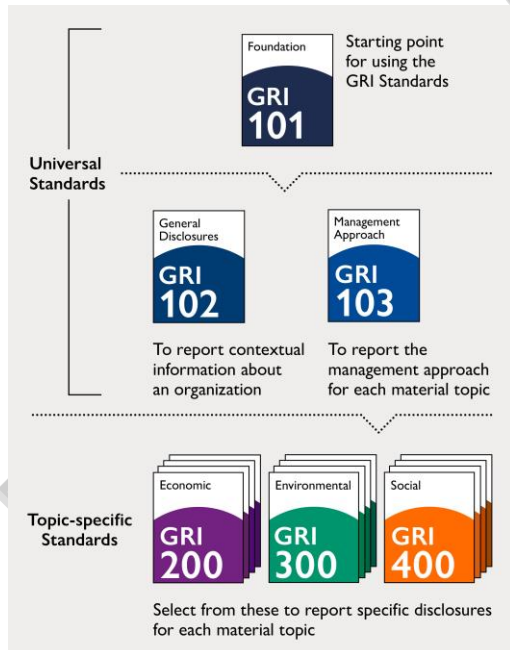 Foundation
GRI
101
Starting point
for using the
GRI Standards
Universal
Standards
General
Disclosures
GRI
102
Management
Approach
GRI
103
To report contextual
information about
an organization
To report the
management approach
for each material topic
Topic-specific
Standards
Economic
GRI
200
Environmental
GRI
300
Social
GRI
400
Select from these to report specific disclosures
for each material topic